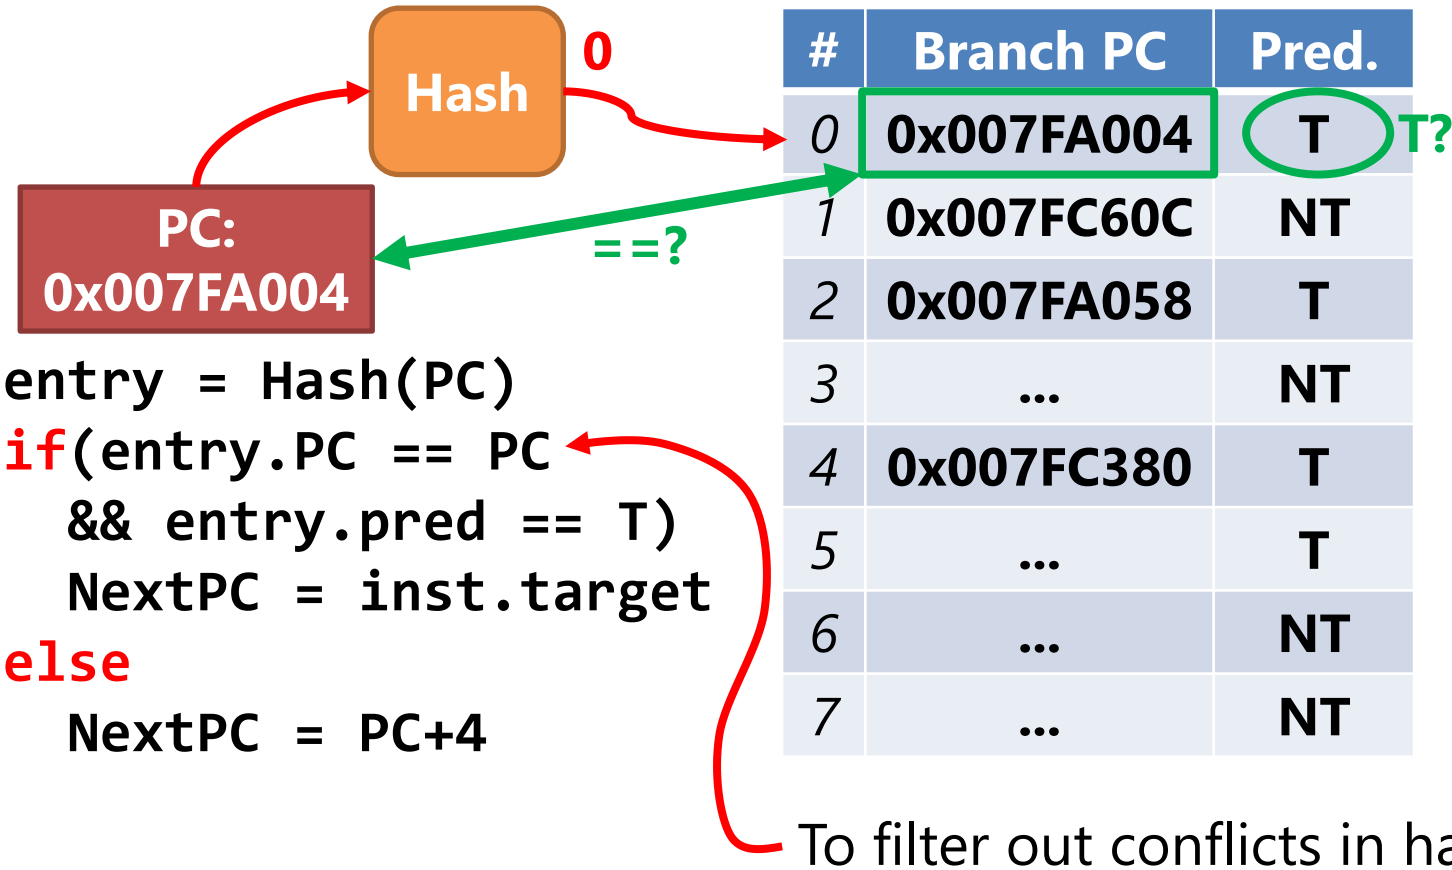 Hash
0
PC:
0x007FA004
==?
# Branch PC Pred.
0 0x007FA004 T T?
1 0x007FC60C NT
2 0x007FA058 T
3 ... NT
4 0x007FC380 T
5 ... T
6 ... NT
7 ... NT
entry = Hash(PC)
if(entry.PC == PC
&& entry.pred == T)
NextPC = inst.target
else
NextPC = PC+4
To filter out conflicts in